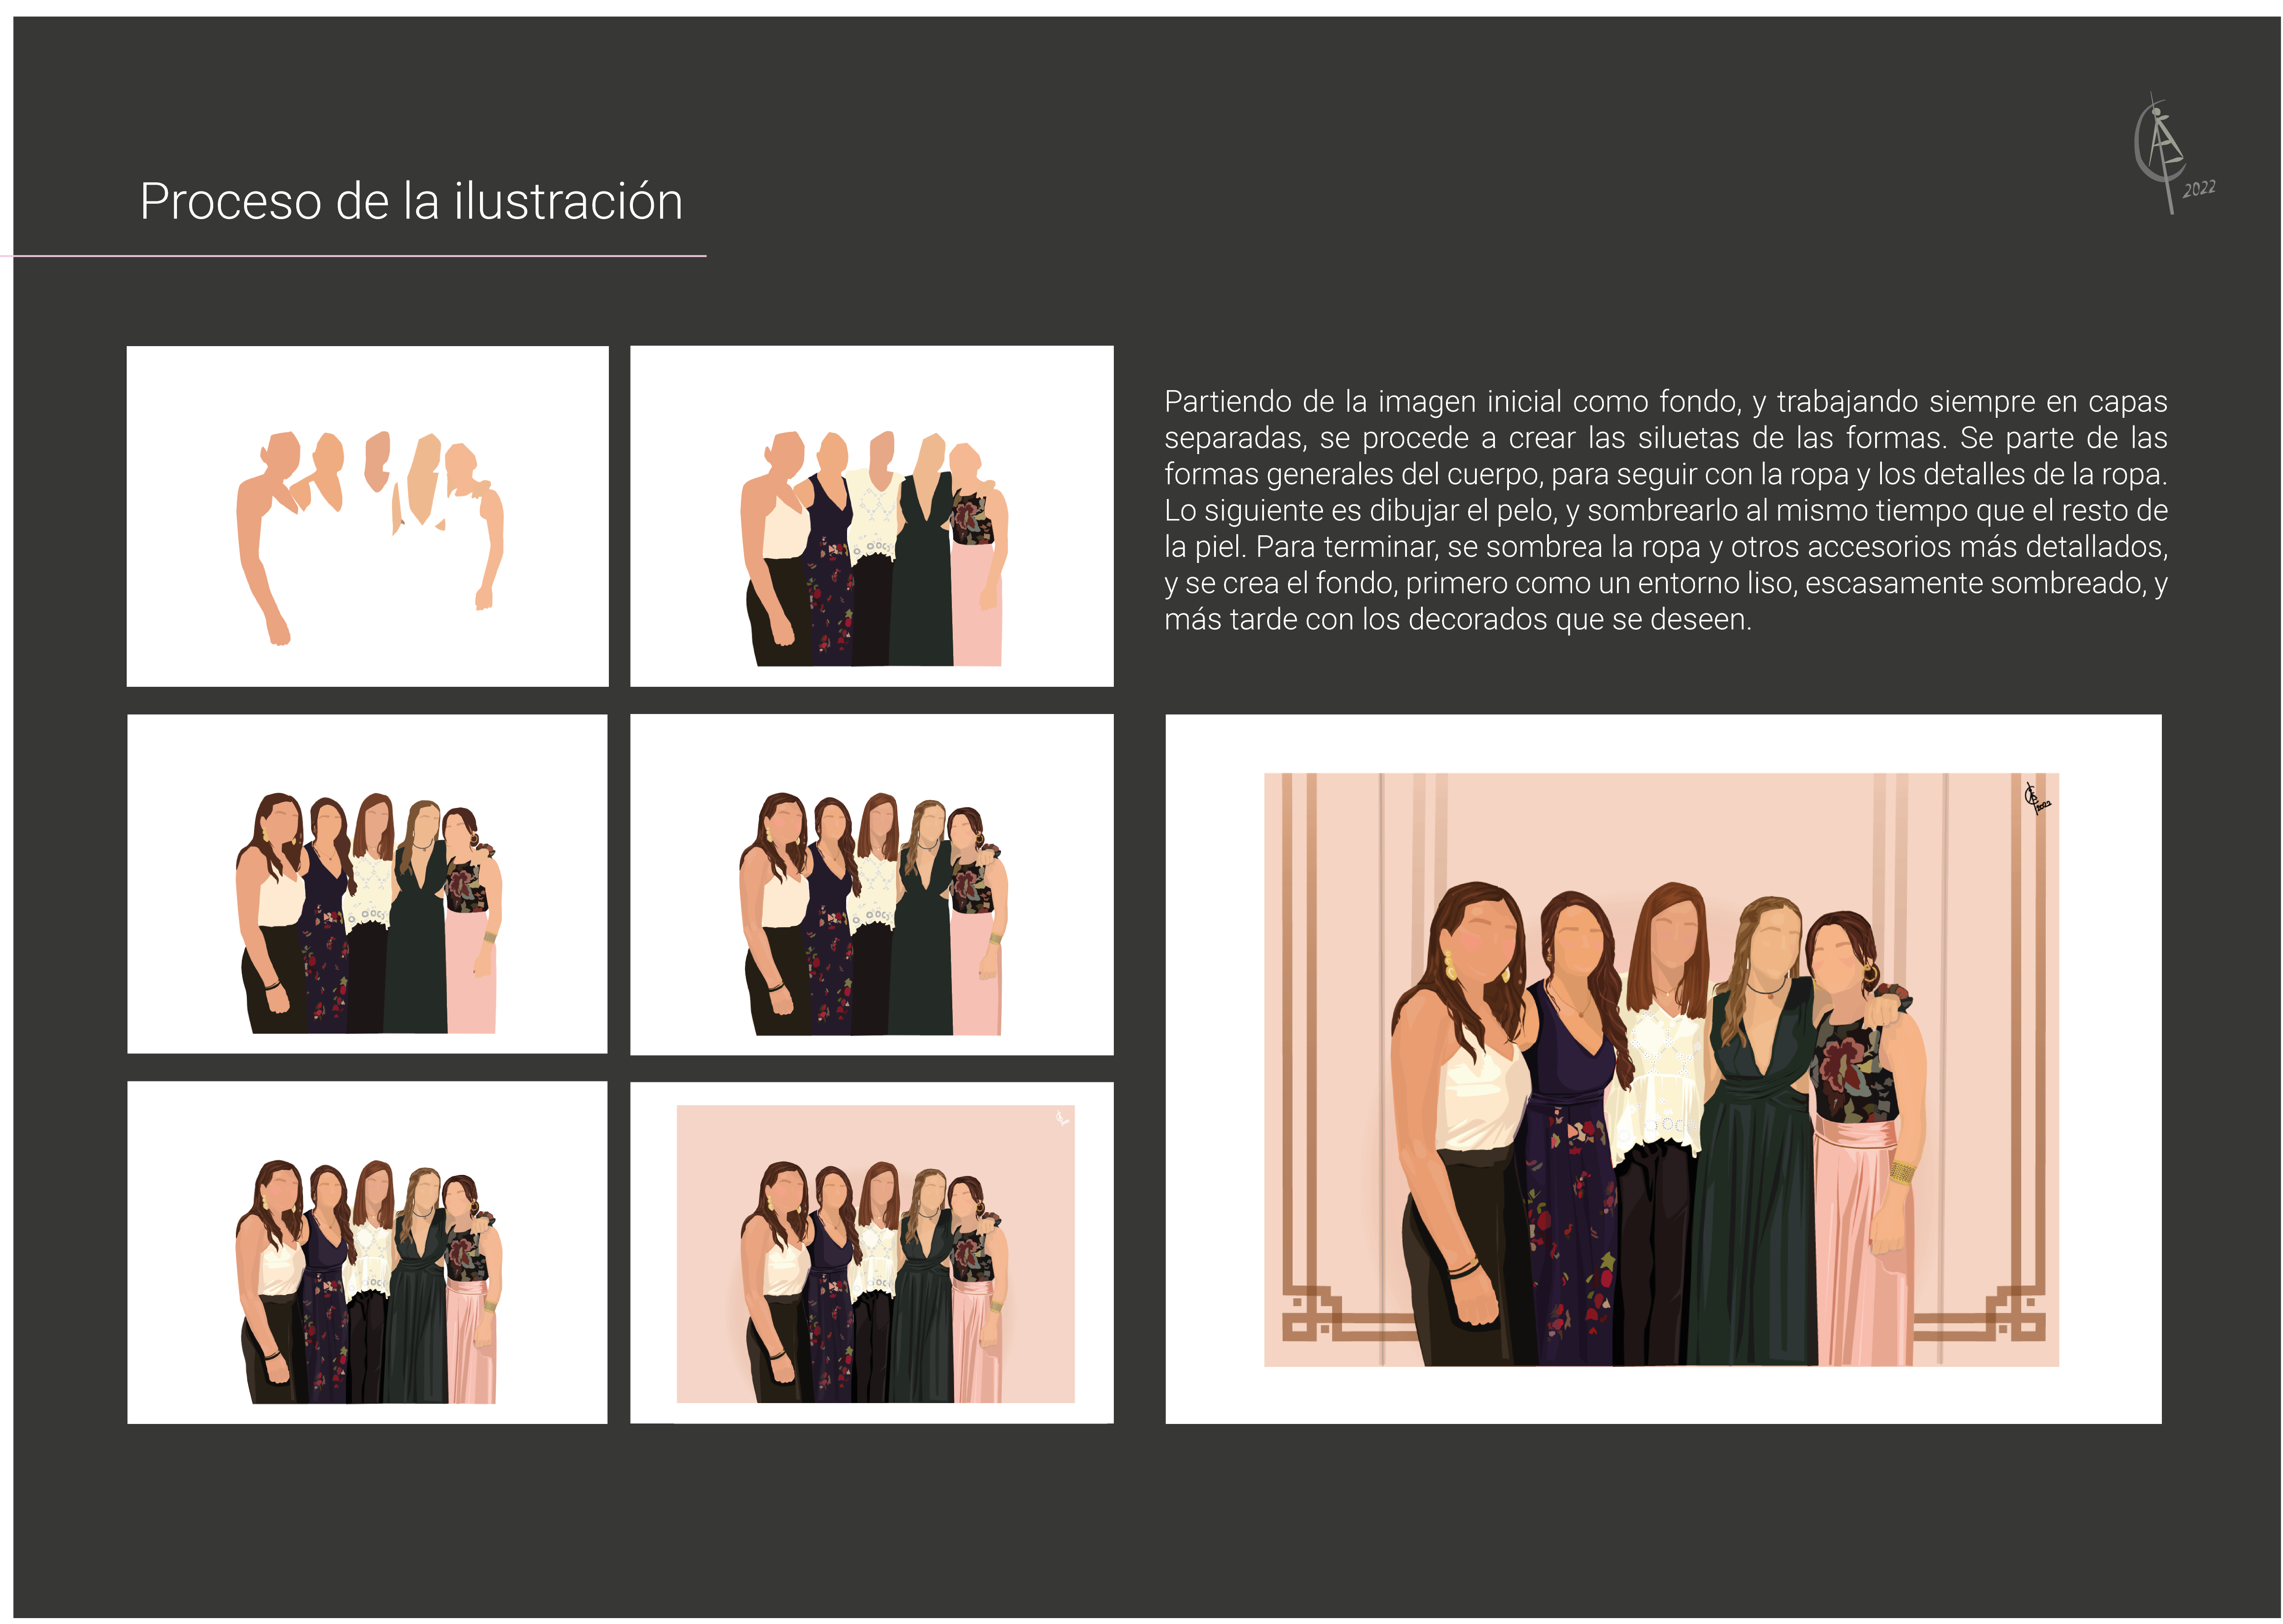 Proceso de la ilustración
2022
Partiendo de la imagen inicial como fondo, y trabajando siempre en capas
separadas, se procede a crear las siluetas de las formas. Se parte de las
formas generales del cuerpo, para seguir con la ropa y los detalles de la ropa.
Lo siguiente es dibujar el pelo, y sombrearlo al mismo tiempo que el resto de
la piel. Para terminar, se sombrea la ropa y otros accesorios más detallados,
y se crea el fondo, primero como un entorno liso, escasamente sombreado, y
más tarde con los decorados que se deseen.
2022